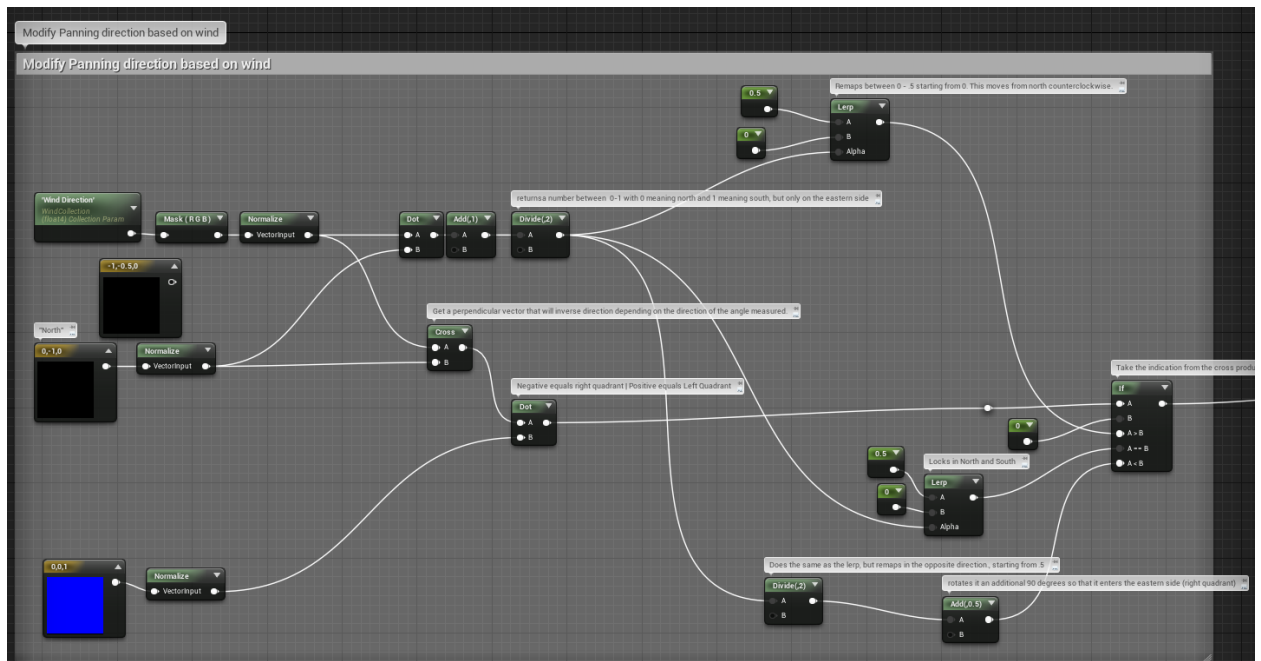 Modify Panning direction based on wind
Modify Panning direction based on wind
Remaps between 0 - .5 starting from 0. This moves from north counterclockwise.
0.5
Lerp
A
0
B
Alpha
'Wind Direction'
WindCollection
(float4) Collection Param
Mask ( R G B )
Normalize
VectorInput
returnsa number between 0-1 with 0 meaning north and 1 meaning south, but only on the eastern side
Dot
A
B
Add(,1)
A
B
Divide(,2)
A
B
-1,-0.5,0
"North"
0,-1,0
Normalize
VectorInput
Get a perpendicular vector that will inverse direction depending on the direction of the angle measured.
Cross
A
B
Negative equals right quadrant | Positive equals Left Quadrant
Dot
A
B
Take the indication from the cross produ
If
A
B
A > B
A == B
A < B
0
0.5
Locks in North and South
0
Lerp
A
B
Alpha
0,0,1
Normalize
VectorInput
Does the same as the lerp, but remaps in the opposite direction., starting from .5
Divide(,2)
A
B
rotates it an additional 90 degrees so that it enters the eastern side (right quadrant)
Add(,0.5)
A
B